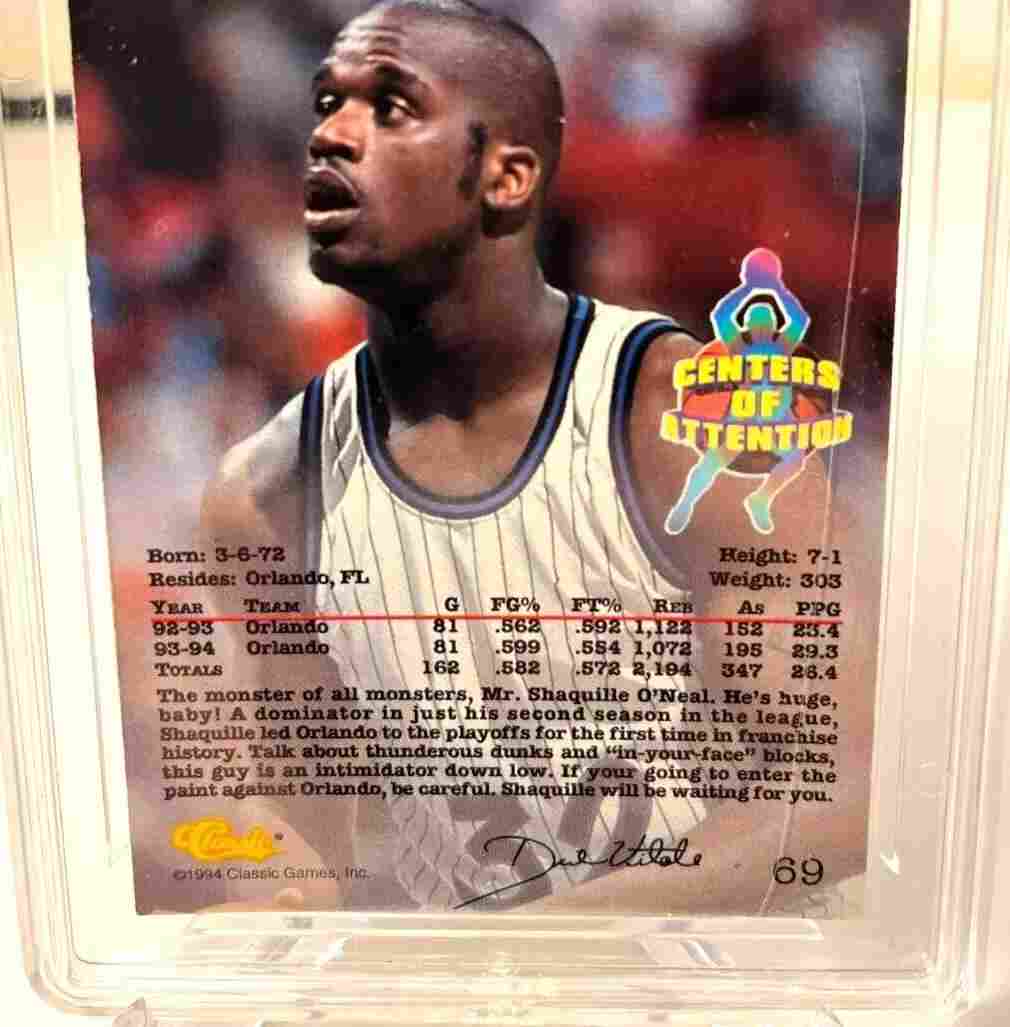 CENTERS
OF
ATTENTION
Born: 3-6-72 Height: 7-1
Resides: Orlando, FL Weight: 303
YEAR TEAM G FG% FT% REB AS PPG
92-93 Orlando 81 .562 .592 1,122 152 23.4
93-94 Orlando 81 .599 .554 1,072 195 29.3
TOTALS 162 .582 .572 2,194 347 26.4
The monster of all monsters, Mr. Shaquille O'Neal. He's huge,
baby! A dominator in just his second season in the league,
Shaquille led Orlando to the playoffs for the first time in franchise
history. Talk about thunderous dunks and "in-your-face" blocks,
this guy is an intimidator down low. If your going to enter the
paint against Orlando, be careful. Shaquille will be waiting for you.
Classic®
Dick Vitale
©1994 Classic Games, Inc. 69